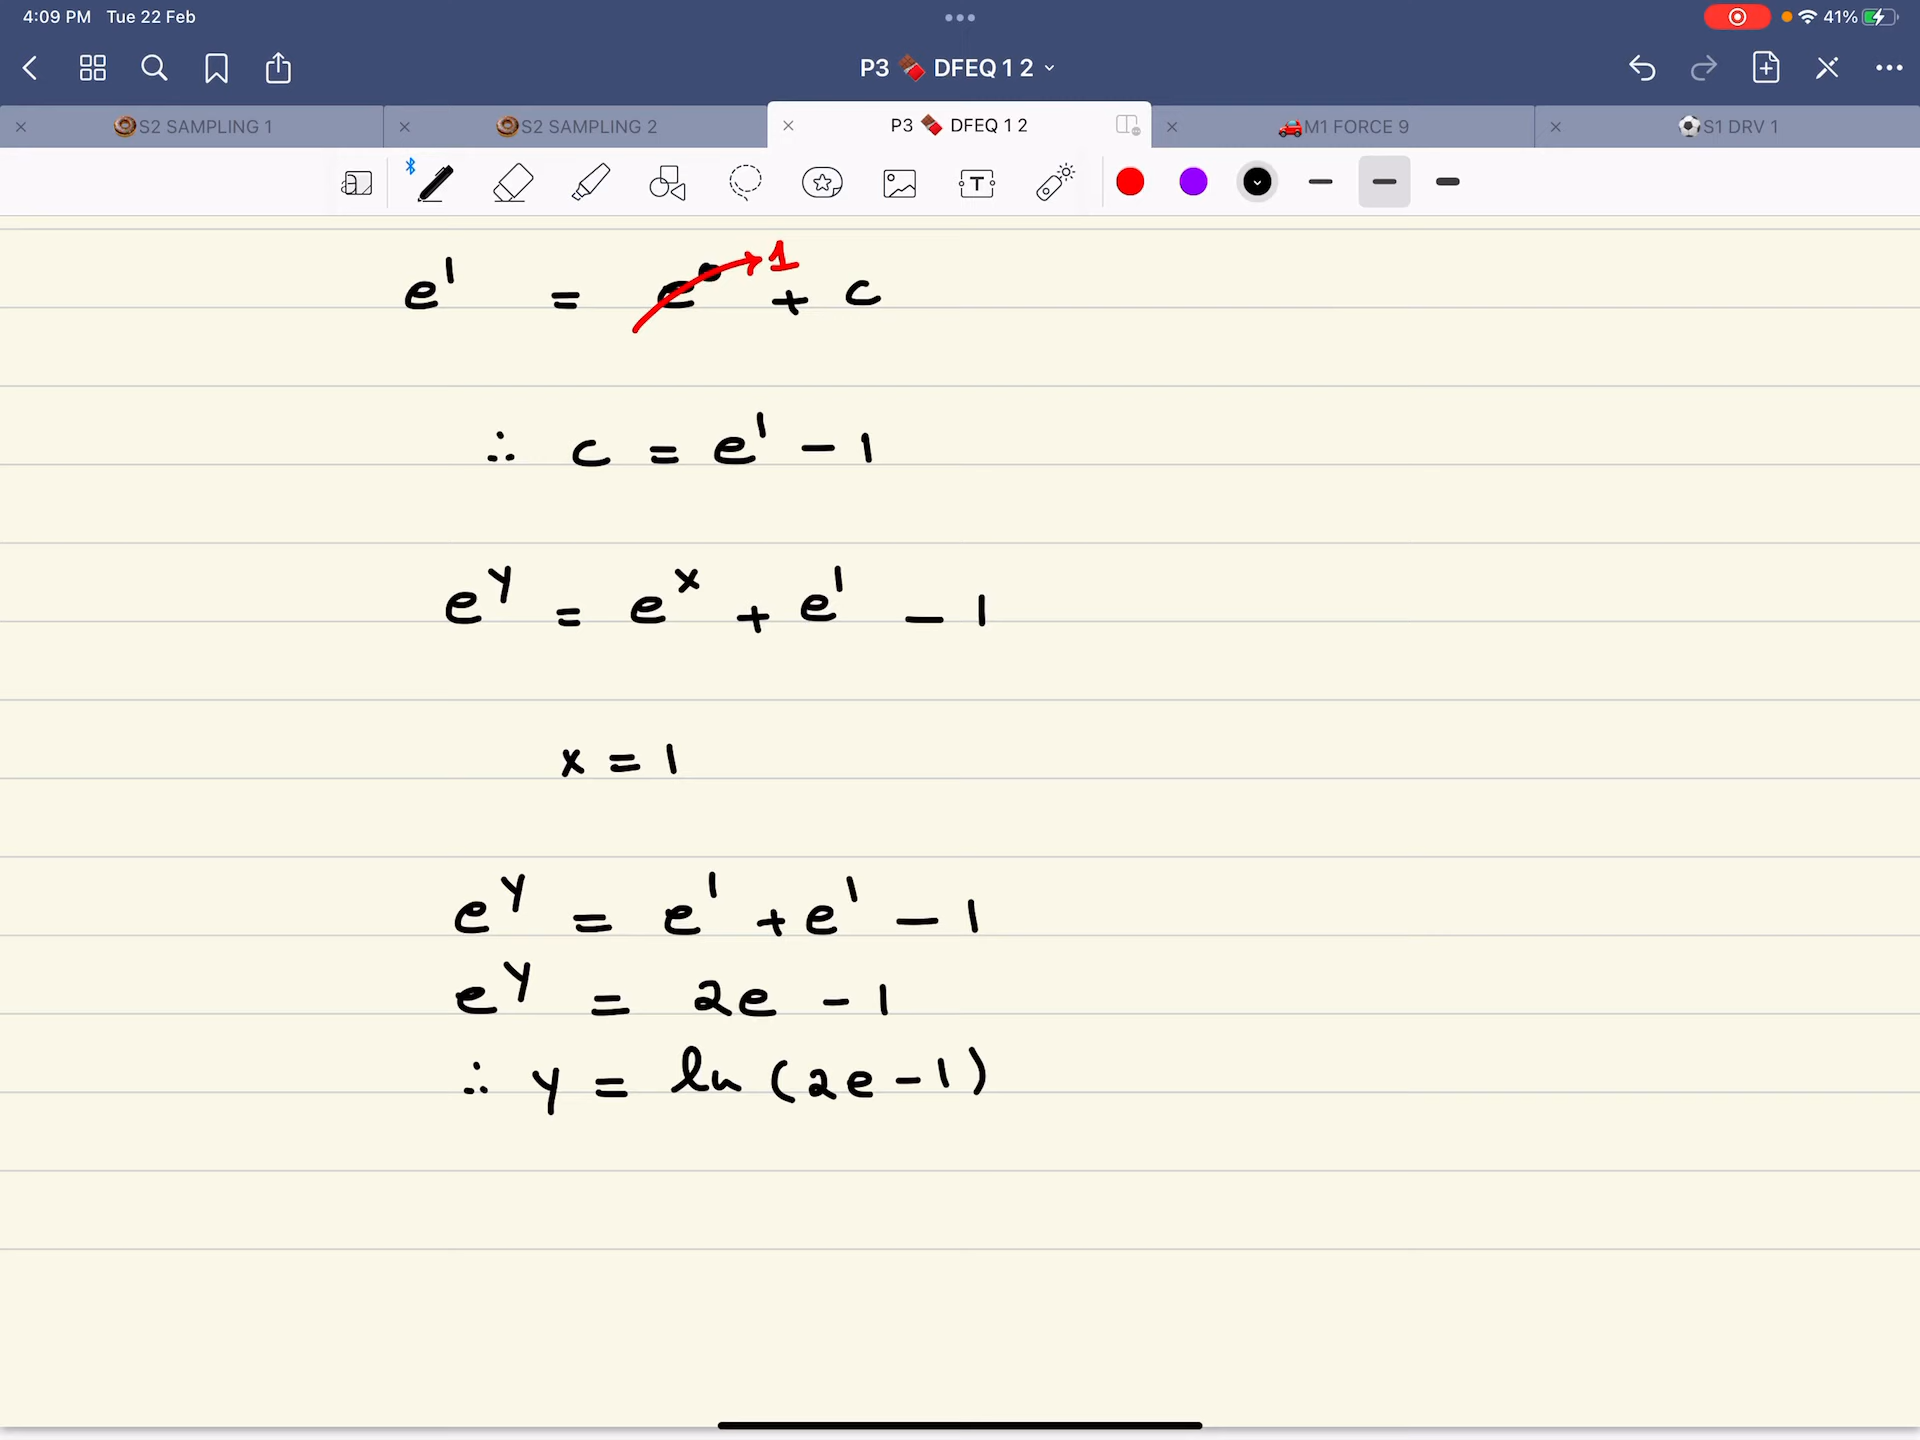 4:09 PM Tue 22 Feb
41%
P3 🍫 DFEQ 1 2
🍩S2 SAMPLING 1
🍩S2 SAMPLING 2
P3 🍫 DFEQ 1 2
🚗M1 FORCE 9
⚽S1 DRV 1
T
e¹ = e⁰ → 1 + c
∴ c = e¹ − 1
eʸ = eˣ + e¹ − 1
x = 1
eʸ = e¹ + e¹ − 1
eʸ = 2e − 1
∴ y = ln (2e − 1)